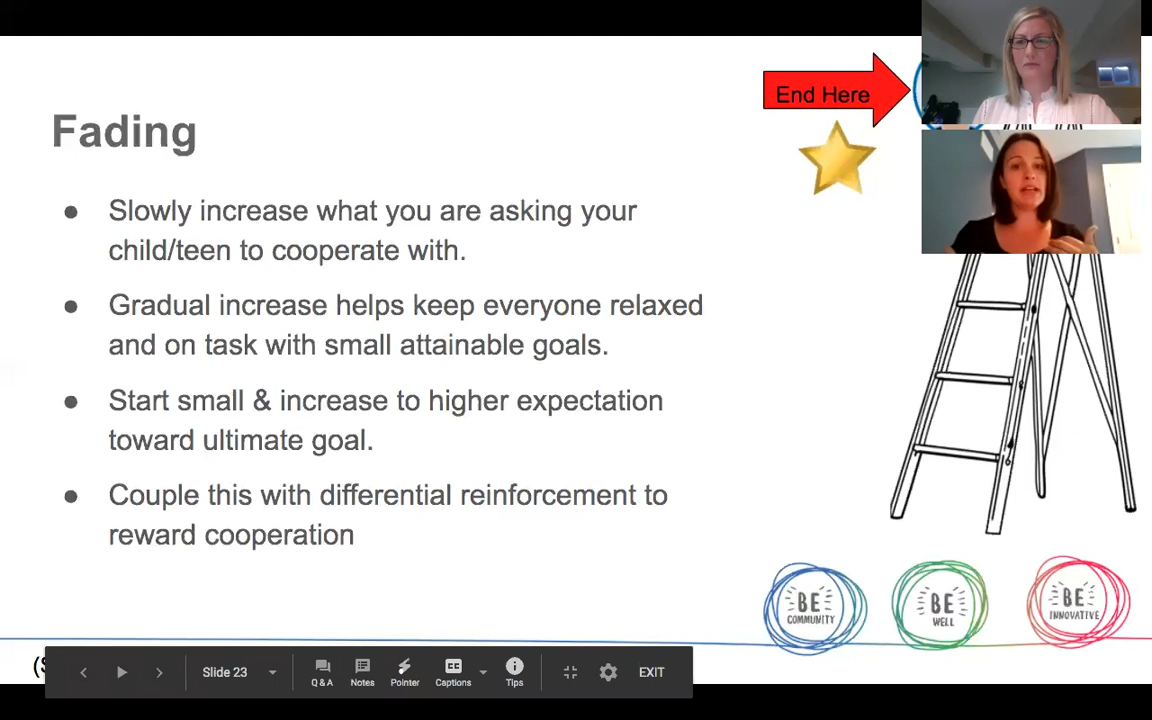 End Here
Fading
● Slowly increase what you are asking your
child/teen to cooperate with.
● Gradual increase helps keep everyone relaxed
and on task with small attainable goals.
● Start small & increase to higher expectation
toward ultimate goal.
● Couple this with differential reinforcement to
reward cooperation
BE
COMMUNITY
BE
WELL
BE
INNOVATIVE
Slide 23
Q & A
Notes
Pointer
CC
Captions
Tips
EXIT